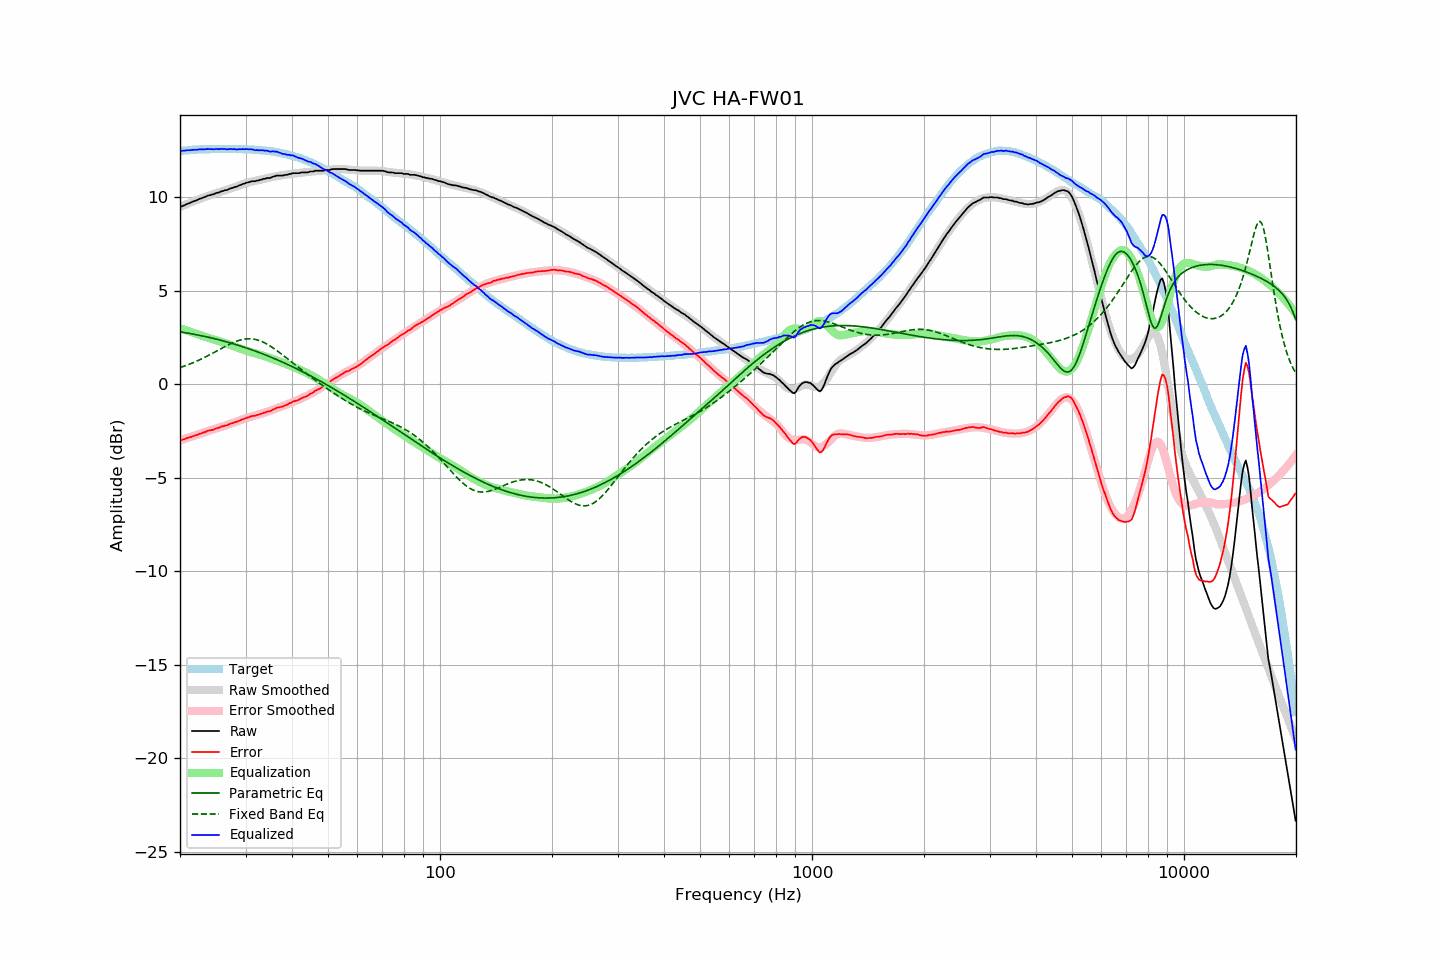 JVC HA-FW01
Amplitude (dBr)
10
5
0
−5
−10
−15
−20
−25
Target
Raw Smoothed
Error Smoothed
Raw
Error
Equalization
Parametric Eq
Fixed Band Eq
Equalized
100
1000
10000
Frequency (Hz)